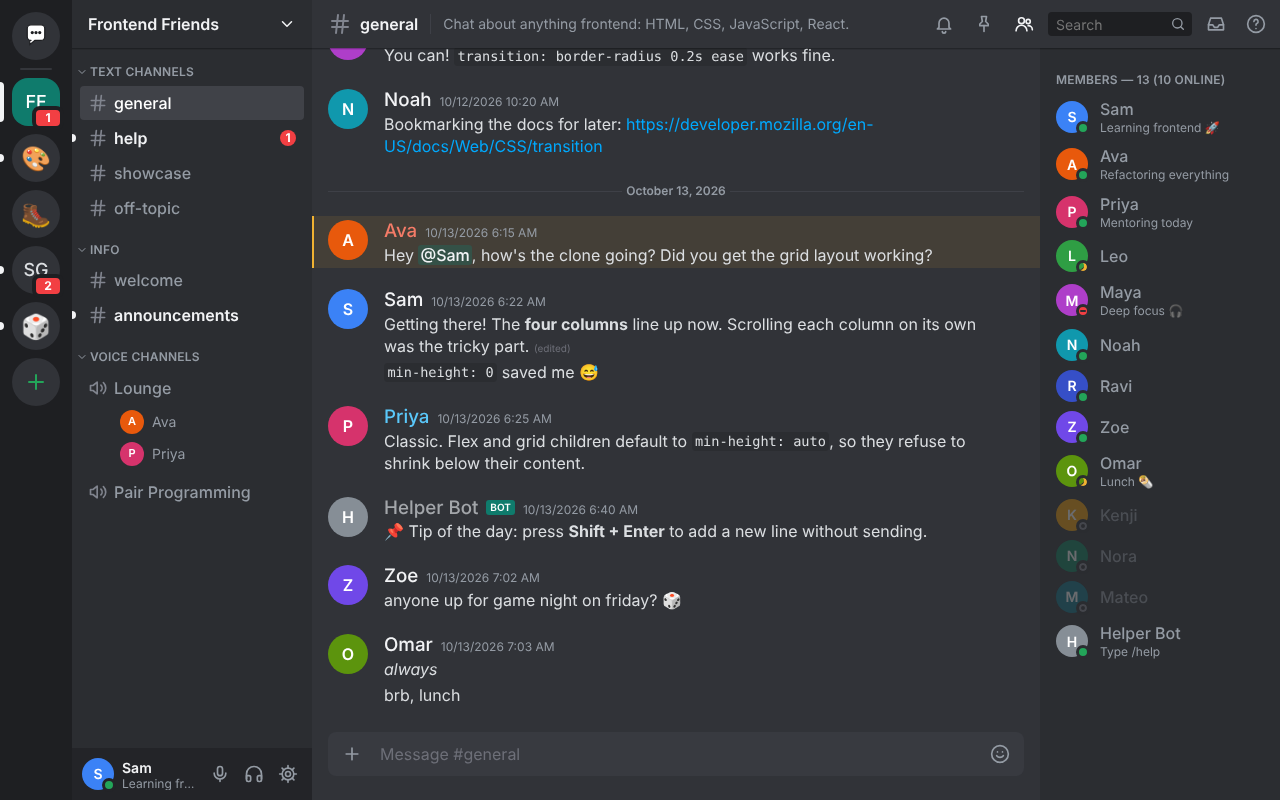 FF
1
SG
2
Frontend Friends
TEXT CHANNELS
general
help
1
showcase
off-topic
INFO
welcome
announcements
VOICE CHANNELS
Lounge
A Ava
P Priya
Pair Programming
S Sam
Learning fr...
# general
Chat about anything frontend: HTML, CSS, JavaScript, React.
Search
You can! transition: border-radius 0.2s ease works fine.
N
Noah 10/12/2026 10:20 AM
Bookmarking the docs for later: https://developer.mozilla.org/en-
US/docs/Web/CSS/transition
October 13, 2026
A
Ava 10/13/2026 6:15 AM
Hey @Sam, how's the clone going? Did you get the grid layout working?
S
Sam 10/13/2026 6:22 AM
Getting there! The four columns line up now. Scrolling each column on its own
was the tricky part. (edited)
min-height: 0 saved me 😅
P
Priya 10/13/2026 6:25 AM
Classic. Flex and grid children default to min-height: auto, so they refuse to
shrink below their content.
H
Helper Bot BOT 10/13/2026 6:40 AM
📌 Tip of the day: press Shift + Enter to add a new line without sending.
Z
Zoe 10/13/2026 7:02 AM
anyone up for game night on friday? 🎲
O
Omar 10/13/2026 7:03 AM
always
brb, lunch
Message #general
MEMBERS — 13 (10 ONLINE)
S Sam
Learning frontend 🚀
A Ava
Refactoring everything
P Priya
Mentoring today
L Leo
M Maya
Deep focus 🎧
N Noah
R Ravi
Z Zoe
O Omar
Lunch 🌯
K Kenji
N Nora
M Mateo
H Helper Bot
Type /help